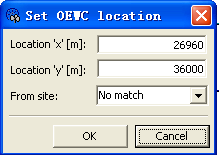 Set OEWC location
Location 'x' [m]: 26960
Location 'y' [m]: 36000
From site: No match
OK Cancel